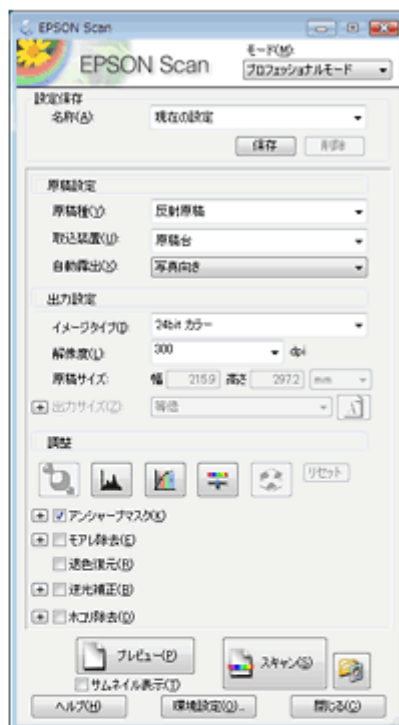 EPSON Scan
EPSON Scan
モード(M):
プロフェッショナルモード
設定保存
名称(A): 現在の設定
保存 削除
原稿設定
原稿種(Y): 反射原稿
取込装置(U): 原稿台
自動露出(X): 写真向き
出力設定
イメージタイプ(I): 24bit カラー
解像度(L): 300 dpi
原稿サイズ: 幅 215.9 高さ 297.2 mm
出力サイズ(Z): 等倍
調整
リセット
アンシャープマスク(K)
モアレ除去(E)
退色復元(R)
逆光補正(B)
ホコリ除去(D)
プレビュー(P) スキャン(S)
サムネイル表示(T)
ヘルプ(H) 環境設定(O)... 閉じる(C)